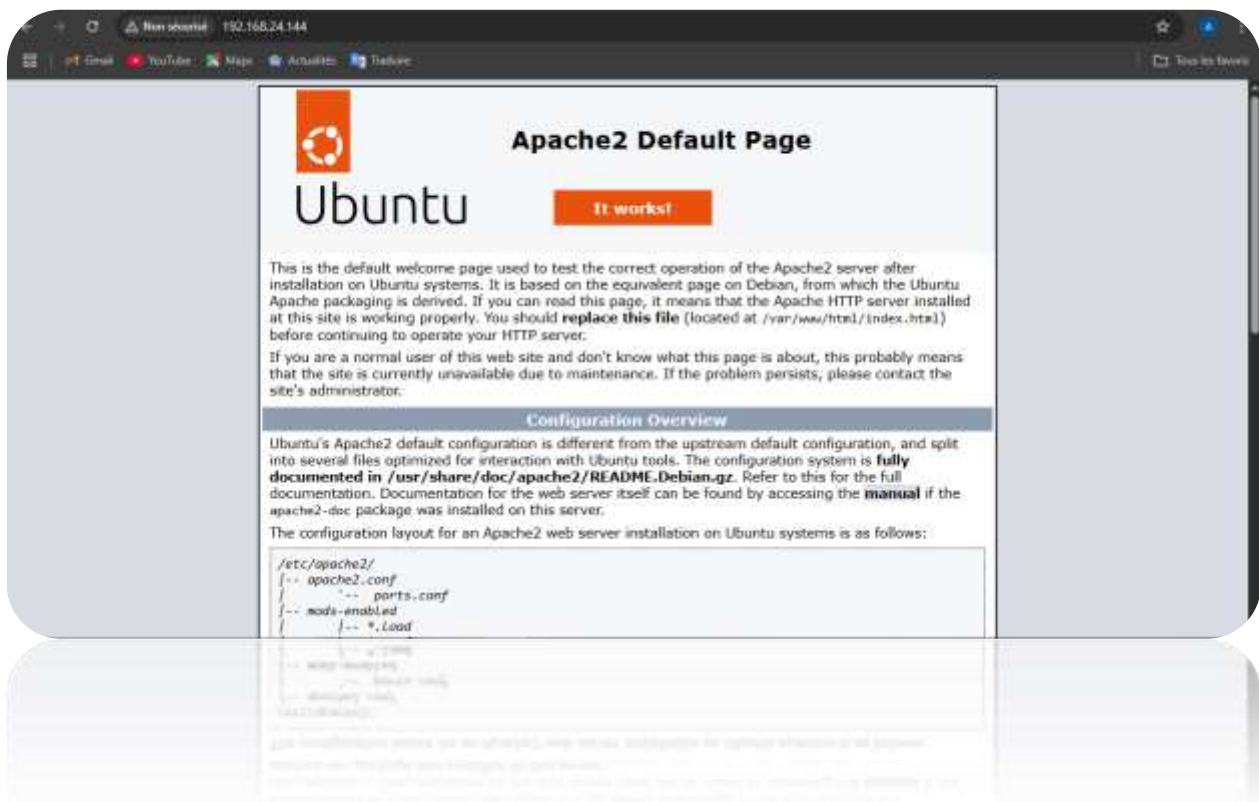 Non sécurisé 192.168.24.144
Gmail YouTube Maps Actualités Traduire Tous les favoris
Apache2 Default Page
Ubuntu
It works!
This is the default welcome page used to test the correct operation of the Apache2 server after
installation on Ubuntu systems. It is based on the equivalent page on Debian, from which the Ubuntu
Apache packaging is derived. If you can read this page, it means that the Apache HTTP server installed
at this site is working properly. You should replace this file (located at /var/www/html/index.html)
before continuing to operate your HTTP server.
If you are a normal user of this web site and don't know what this page is about, this probably means
that the site is currently unavailable due to maintenance. If the problem persists, please contact the
site's administrator.
Configuration Overview
Ubuntu's Apache2 default configuration is different from the upstream default configuration, and split
into several files optimized for interaction with Ubuntu tools. The configuration system is fully
documented in /usr/share/doc/apache2/README.Debian.gz. Refer to this for the full
documentation. Documentation for the web server itself can be found by accessing the manual if the
apache2-doc package was installed on this server.
The configuration layout for an Apache2 web server installation on Ubuntu systems is as follows:
/etc/apache2/
|-- apache2.conf
|       `--  ports.conf
|-- mods-enabled
|       |-- *.load